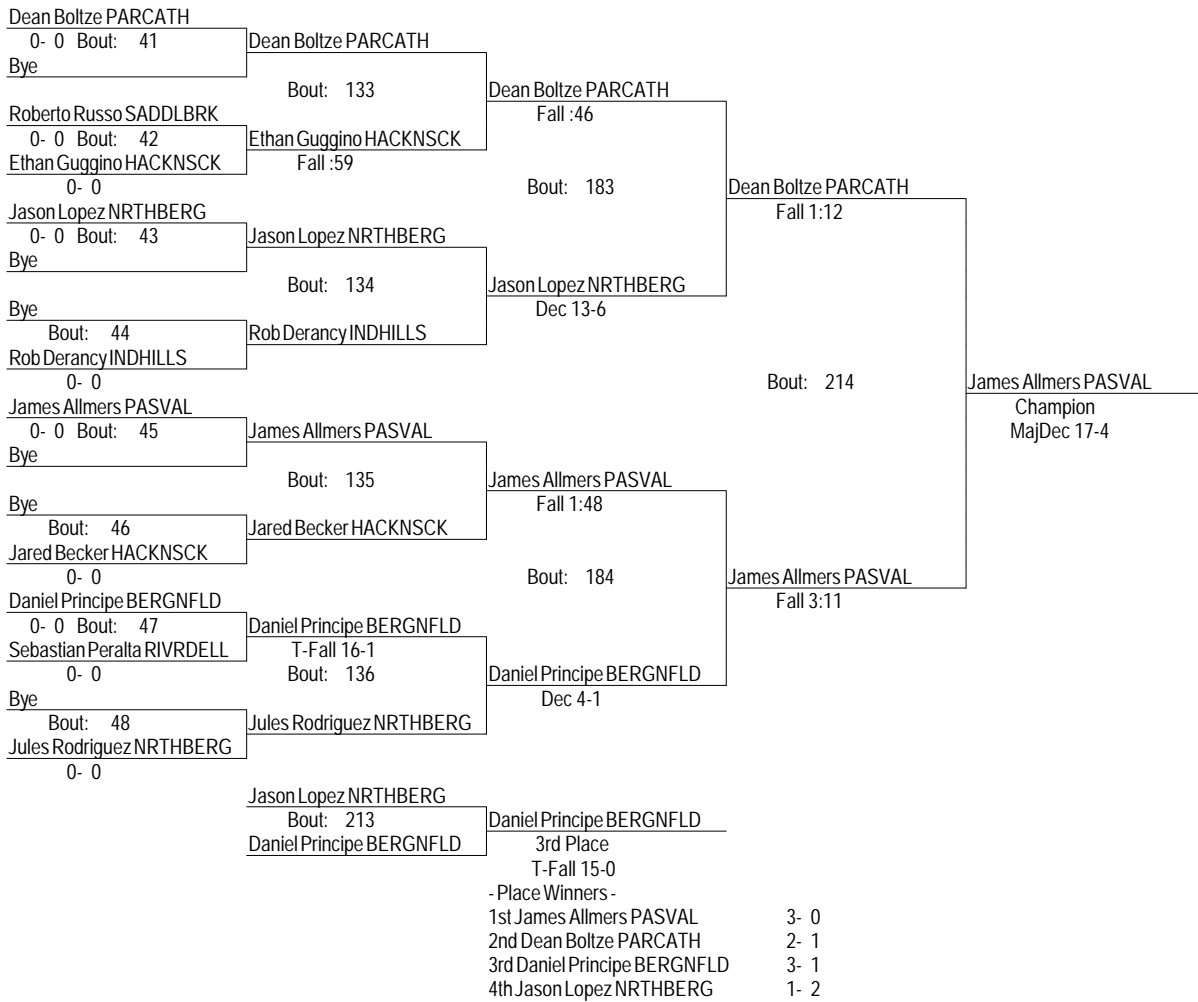 Dean Boltze PARCATH
0- 0 Bout: 41
Dean Boltze PARCATH
Bye
Bout: 133
Dean Boltze PARCATH
Roberto Russo SADDLBRK
Fall :46
0- 0 Bout: 42
Ethan Guggino HACKNSCK
Ethan Guggino HACKNSCK
Fall :59
0- 0
Bout: 183
Dean Boltze PARCATH
Jason Lopez NRTHBERG
Fall 1:12
0- 0 Bout: 43
Jason Lopez NRTHBERG
Bye
Bout: 134
Jason Lopez NRTHBERG
Bye
Dec 13-6
Bout: 44
Rob Derancy INDHILLS
Rob Derancy INDHILLS
0- 0
Bout: 214
James Allmers PASVAL
James Allmers PASVAL
Champion
0- 0 Bout: 45
James Allmers PASVAL
MajDec 17-4
Bye
Bout: 135
James Allmers PASVAL
Bye
Fall 1:48
Bout: 46
Jared Becker HACKNSCK
Jared Becker HACKNSCK
0- 0
Bout: 184
James Allmers PASVAL
Daniel Principe BERGNFLD
Fall 3:11
0- 0 Bout: 47
Daniel Principe BERGNFLD
Sebastian Peralta RIVRDELL
T-Fall 16-1
0- 0
Bout: 136
Daniel Principe BERGNFLD
Bye
Dec 4-1
Bout: 48
Jules Rodriguez NRTHBERG
Jules Rodriguez NRTHBERG
0- 0
Jason Lopez NRTHBERG
Bout: 213
Daniel Principe BERGNFLD
Daniel Principe BERGNFLD
3rd Place
T-Fall 15-0
- Place Winners -
1st James Allmers PASVAL 3- 0
2nd Dean Boltze PARCATH 2- 1
3rd Daniel Principe BERGNFLD 3- 1
4th Jason Lopez NRTHBERG 1- 2